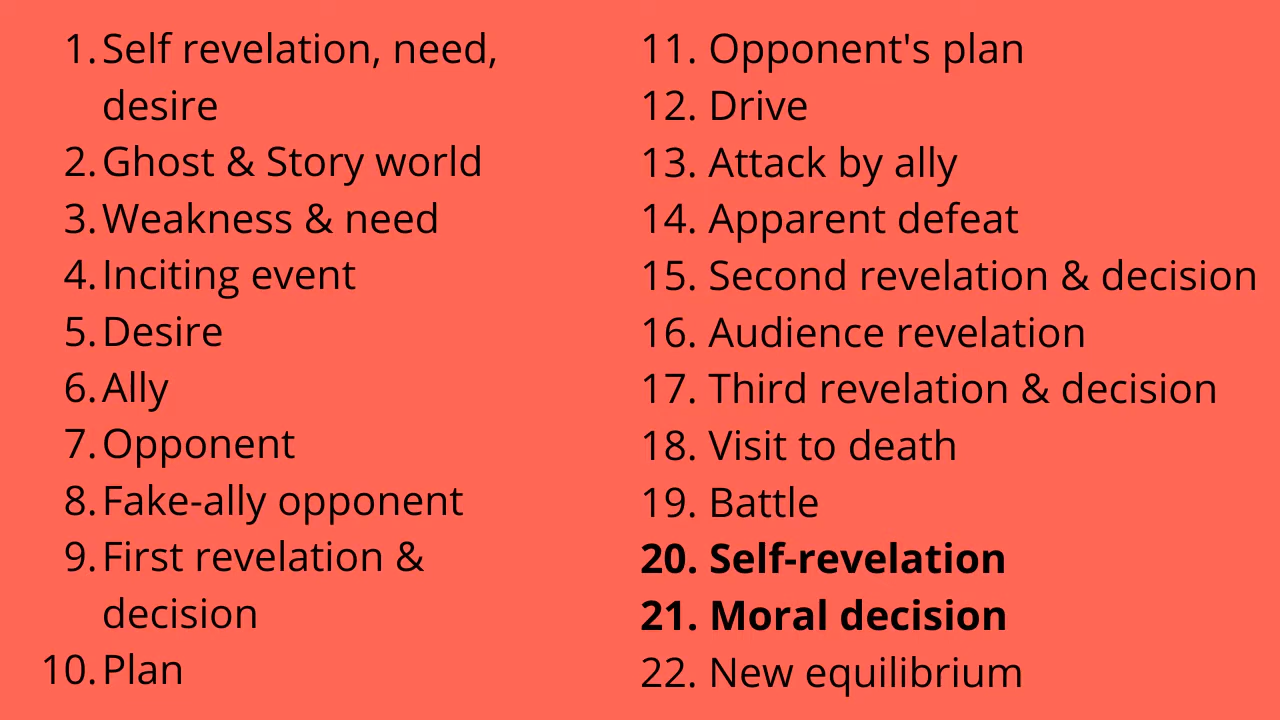 1. Self revelation, need,
desire
2. Ghost & Story world
3. Weakness & need
4. Inciting event
5. Desire
6. Ally
7. Opponent
8. Fake-ally opponent
9. First revelation &
decision
10. Plan
11. Opponent's plan
12. Drive
13. Attack by ally
14. Apparent defeat
15. Second revelation & decision
16. Audience revelation
17. Third revelation & decision
18. Visit to death
19. Battle
20. Self-revelation
21. Moral decision
22. New equilibrium